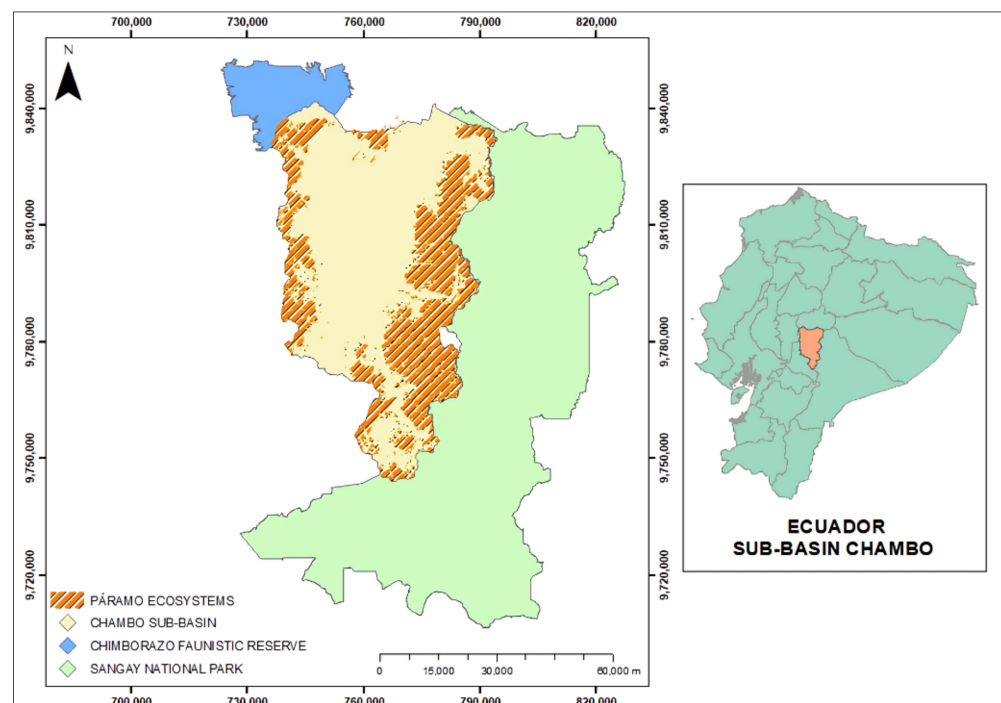 700,000 730,000 760,000 790,000 820,000
N
9,840,000 9,840,000
9,810,000 9,810,000
9,780,000 9,780,000
9,750,000 9,750,000
9,720,000 9,720,000
PÁRAMO ECOSYSTEMS
CHAMBO SUB-BASIN
CHIMBORAZO FAUNISTIC RESERVE
SANGAY NATIONAL PARK
0 15,000 30,000 60,000 m
700,000 730,000 760,000 790,000 820,000
ECUADOR
SUB-BASIN CHAMBO